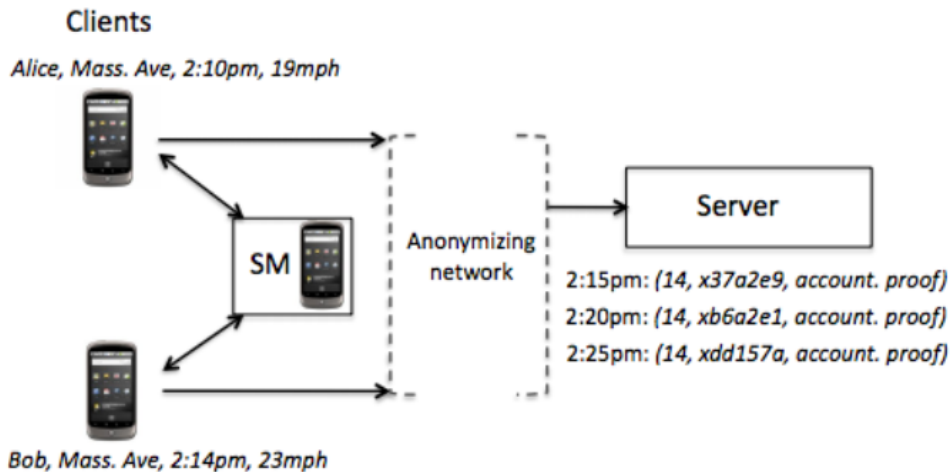 Clients
Alice, Mass. Ave, 2:10pm, 19mph
SM
Anonymizing
network
Server
2:15pm: (14, x37a2e9, account. proof)
2:20pm: (14, xb6a2e1, account. proof)
2:25pm: (14, xdd157a, account. proof)
Bob, Mass. Ave, 2:14pm, 23mph